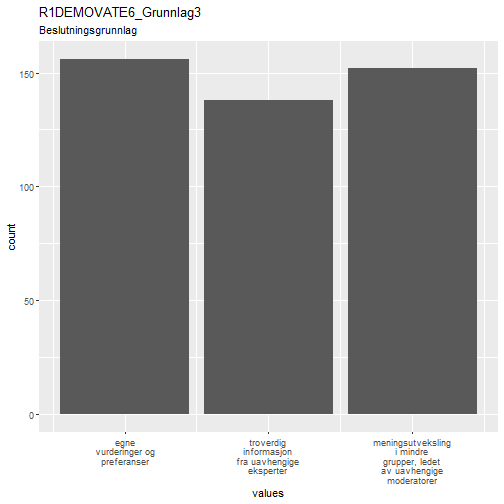 R1DEMOVATE6_Grunnlag3
Beslutningsgrunnlag
150
100
50
0
count
egne
vurderinger og
preferanser
troverdig
informasjon
fra uavhengige
eksperter
meningsutveksling
i mindre
grupper, ledet
av uavhengige
moderatorer
values